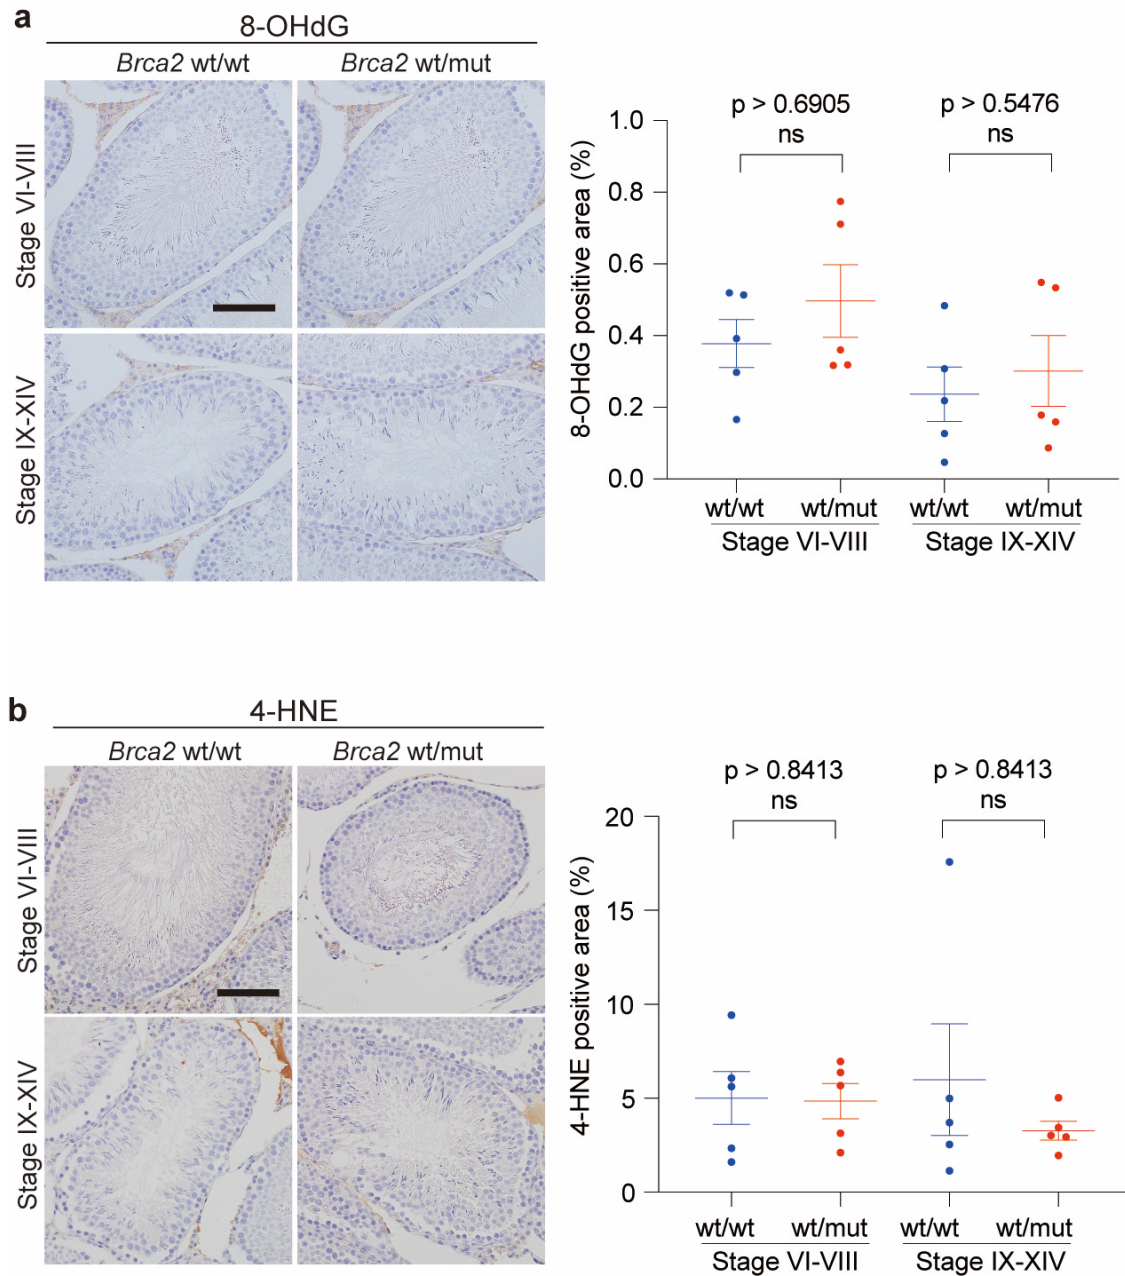 a
8-OHdG
Brca2 wt/wt
Brca2 wt/mut
Stage VI-VIII
Stage IX-XIV
p > 0.6905
ns
p > 0.5476
ns
8-OHdG positive area (%)
1.0
0.8
0.6
0.4
0.2
0.0
wt/wt
wt/mut
wt/wt
wt/mut
Stage VI-VIII
Stage IX-XIV
b
4-HNE
Brca2 wt/wt
Brca2 wt/mut
Stage VI-VIII
Stage IX-XIV
p > 0.8413
ns
p > 0.8413
ns
4-HNE positive area (%)
20
15
10
5
0
wt/wt
wt/mut
wt/wt
wt/mut
Stage VI-VIII
Stage IX-XIV